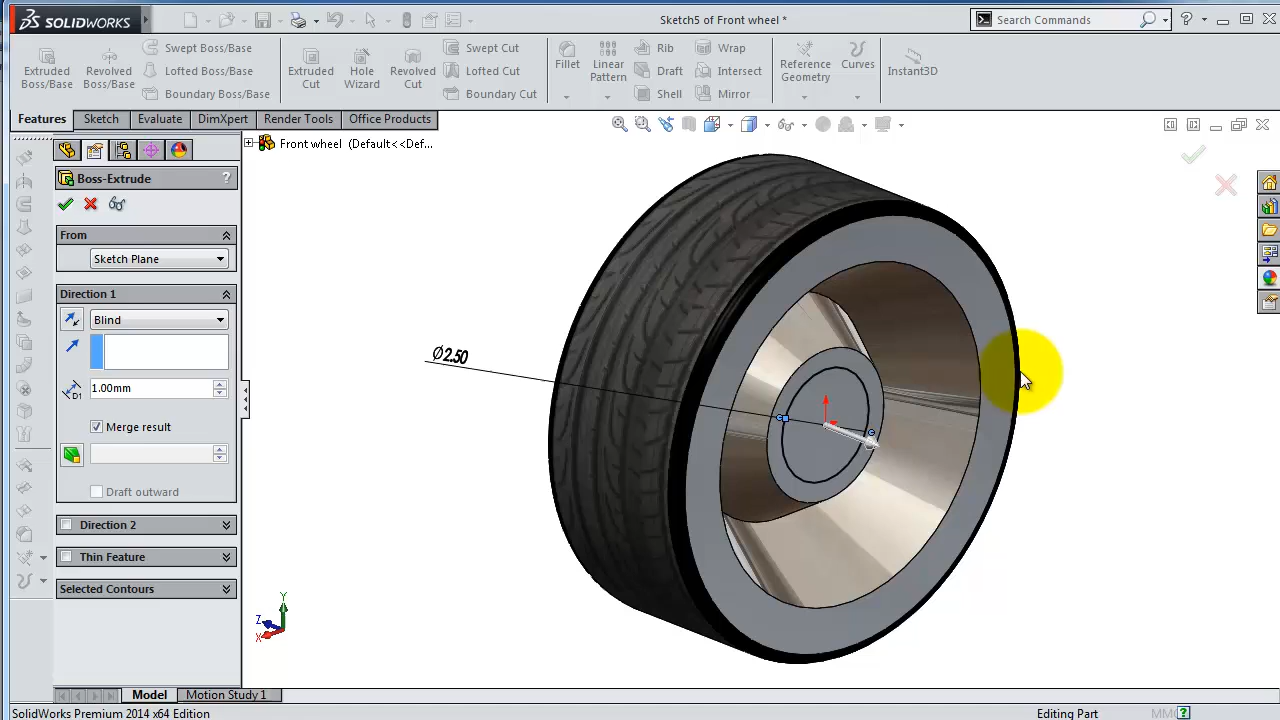 SOLIDWORKS
Sketch5 of Front wheel *
Search Commands
?
Extruded Boss/Base
Revolved Boss/Base
Swept Boss/Base
Lofted Boss/Base
Boundary Boss/Base
Extruded Cut
Hole Wizard
Revolved Cut
Swept Cut
Lofted Cut
Boundary Cut
Fillet
Linear Pattern
Rib
Draft
Shell
Wrap
Intersect
Mirror
Reference Geometry
Curves
Instant3D
Features Sketch Evaluate DimXpert Render Tools Office Products
Front wheel (Default<<Def...
Boss-Extrude ?
From
Sketch Plane
Direction 1
Blind
D1 1.00mm
Merge result
Draft outward
Direction 2
Thin Feature
Selected Contours
Ø2.50
Y
Z
X
Model Motion Study 1
SolidWorks Premium 2014 x64 Edition Editing Part ?